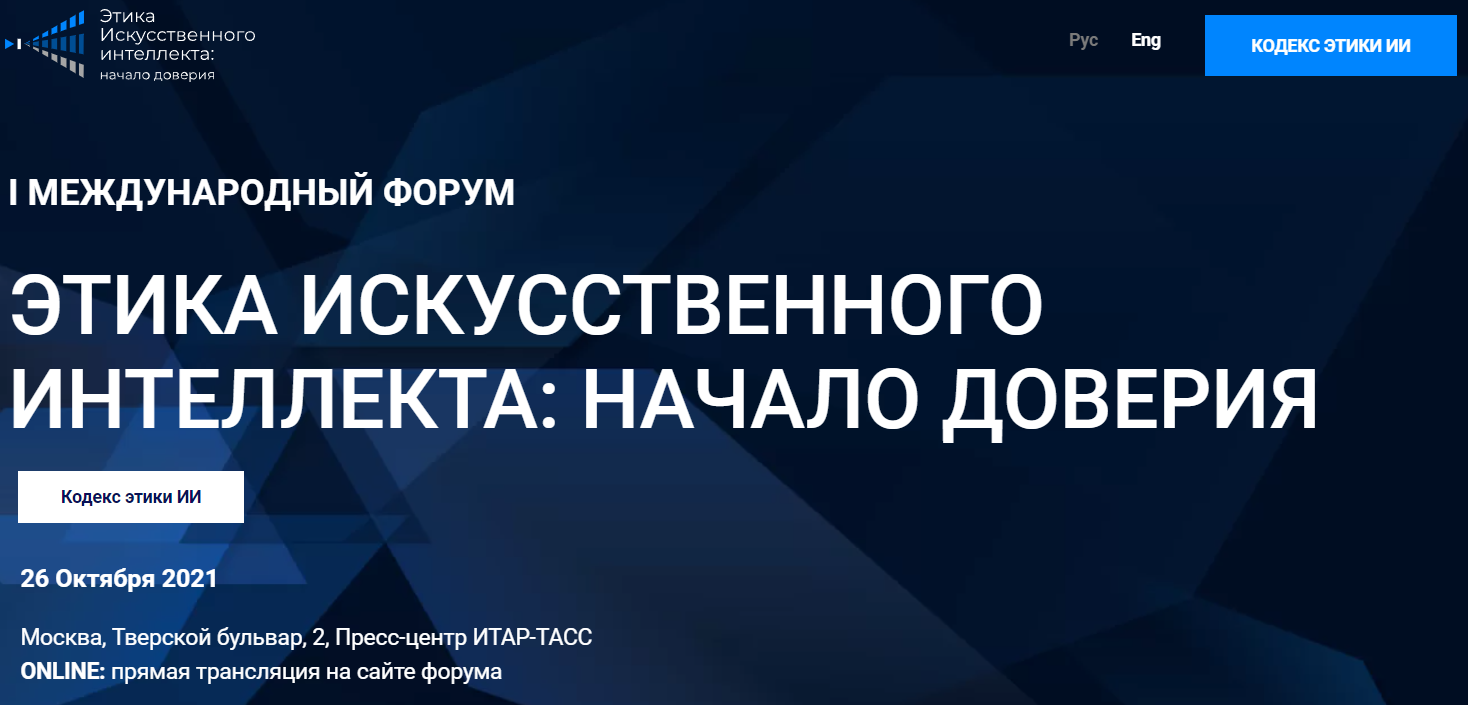 Этика
Искусственного
интеллекта:
начало доверия
Рус
Eng
КОДЕКС ЭТИКИ ИИ
I МЕЖДУНАРОДНЫЙ ФОРУМ
ЭТИКА ИСКУССТВЕННОГО
ИНТЕЛЛЕКТА: НАЧАЛО ДОВЕРИЯ
Кодекс этики ИИ
26 Октября 2021
Москва, Тверской бульвар, 2, Пресс-центр ИТАР-ТАСС
ONLINE: прямая трансляция на сайте форума